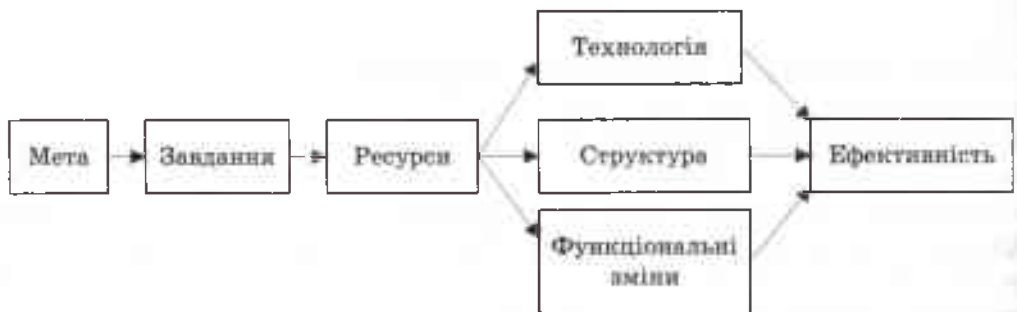 Технологія
Мета
Завдання
Ресурси
Структура
Ефективність
Функціональні
зміни